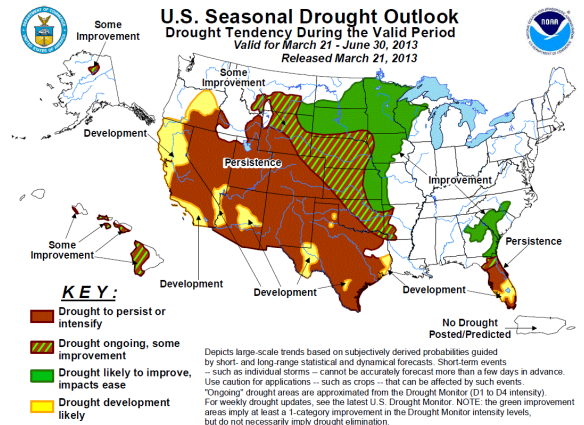 U.S. Seasonal Drought Outlook
Drought Tendency During the Valid Period
Valid for March 21 - June 30, 2013
Released March 21, 2013
NOAA
Some
Improvement
Some
Improvement
Development
Persistence
Improvement
Some
Improvement
Persistence
Development
Development
Development
No Drought
Posted/Predicted
KEY:
Drought to persist or
intensify
Drought ongoing, some
improvement
Drought likely to improve,
impacts ease
Drought development
likely
Depicts large-scale trends based on subjectively derived probabilities guided
by short- and long-range statistical and dynamical forecasts. Short-term events
-- such as individual storms -- cannot be accurately forecast more than a few days in advance.
Use caution for applications -- such as crops -- that can be affected by such events.
"Ongoing" drought areas are approximated from the Drought Monitor (D1 to D4 intensity).
For weekly drought updates, see the latest U.S. Drought Monitor. NOTE: the green improvement
areas imply at least a 1-category improvement in the Drought Monitor intensity levels,
but do not necessarily imply drought elimination.